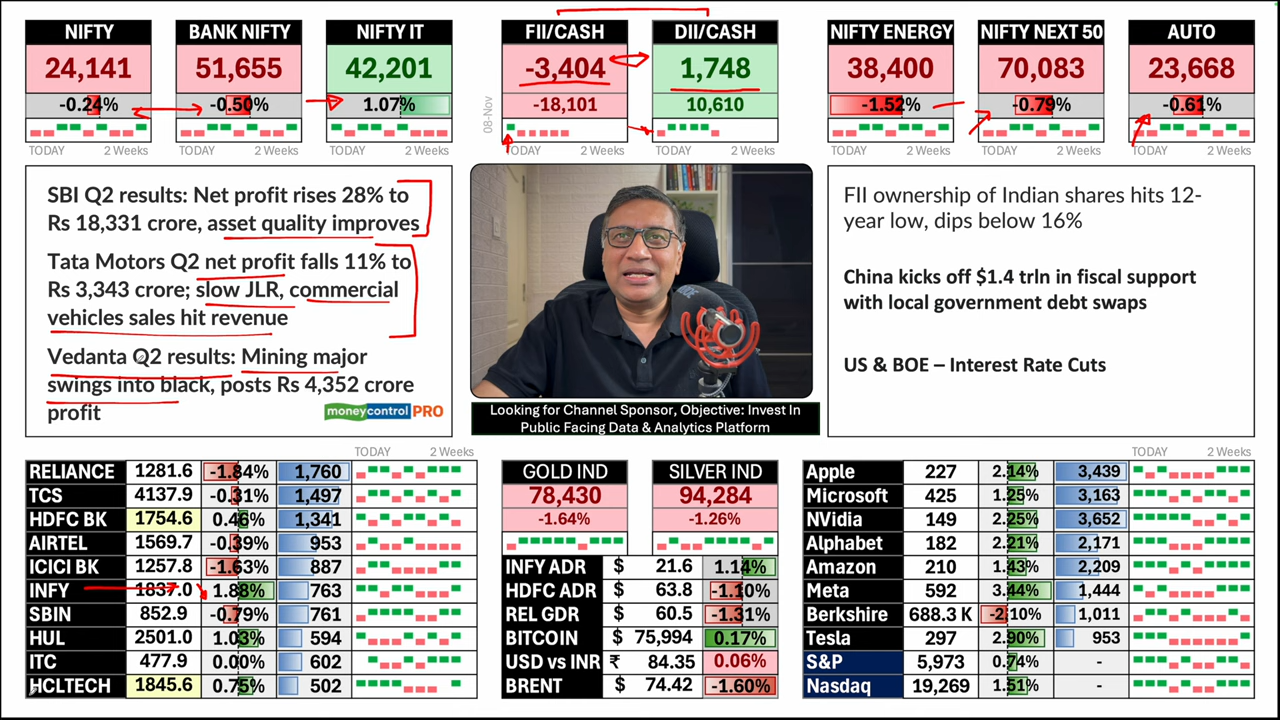 NIFTY
24,141
-0.24%
TODAY 2 Weeks
BANK NIFTY
51,655
-0.50%
TODAY 2 Weeks
NIFTY IT
42,201
1.07%
TODAY 2 Weeks
08-Nov
FII/CASH
-3,404
-18,101
TODAY 2 Weeks
DII/CASH
1,748
10,610
TODAY 2 Weeks
NIFTY ENERGY
38,400
-1.52%
TODAY 2 Weeks
NIFTY NEXT 50
70,083
-0.79%
TODAY 2 Weeks
AUTO
23,668
-0.61%
TODAY 2 Weeks
SBI Q2 results: Net profit rises 28% to
Rs 18,331 crore, asset quality improves
Tata Motors Q2 net profit falls 11% to
Rs 3,343 crore; slow JLR, commercial
vehicles sales hit revenue
Vedanta Q2 results: Mining major
swings into black, posts Rs 4,352 crore
profit
moneycontrol PRO
Looking for Channel Sponsor, Objective: Invest In
Public Facing Data & Analytics Platform
FII ownership of Indian shares hits 12-
year low, dips below 16%
China kicks off $1.4 trln in fiscal support
with local government debt swaps
US & BOE – Interest Rate Cuts
TODAY 2 Weeks
RELIANCE 1281.6 -1.84% 1,760
TCS 4137.9 -0.31% 1,497
HDFC BK 1754.6 0.46% 1,341
AIRTEL 1569.7 -0.39% 953
ICICI BK 1257.8 -1.63% 887
INFY 1837.0 1.88% 763
SBIN 852.9 -0.79% 761
HUL 2501.0 1.03% 594
ITC 477.9 0.00% 602
HCLTECH 1845.6 0.75% 502
GOLD IND
78,430
-1.64%
SILVER IND
94,284
-1.26%
INFY ADR $ 21.6 1.14%
HDFC ADR $ 63.8 -1.10%
REL GDR $ 60.5 -1.31%
BITCOIN $ 75,994 0.17%
USD vs INR ₹ 84.35 0.06%
BRENT $ 74.42 -1.60%
TODAY 2 Weeks
Apple 227 2.14% 3,439
Microsoft 425 1.25% 3,163
NVidia 149 2.25% 3,652
Alphabet 182 2.21% 2,171
Amazon 210 1.43% 2,209
Meta 592 3.44% 1,444
Berkshire 688.3 K -2.10% 1,011
Tesla 297 2.90% 953
S&P 5,973 0.74% -
Nasdaq 19,269 1.51% -